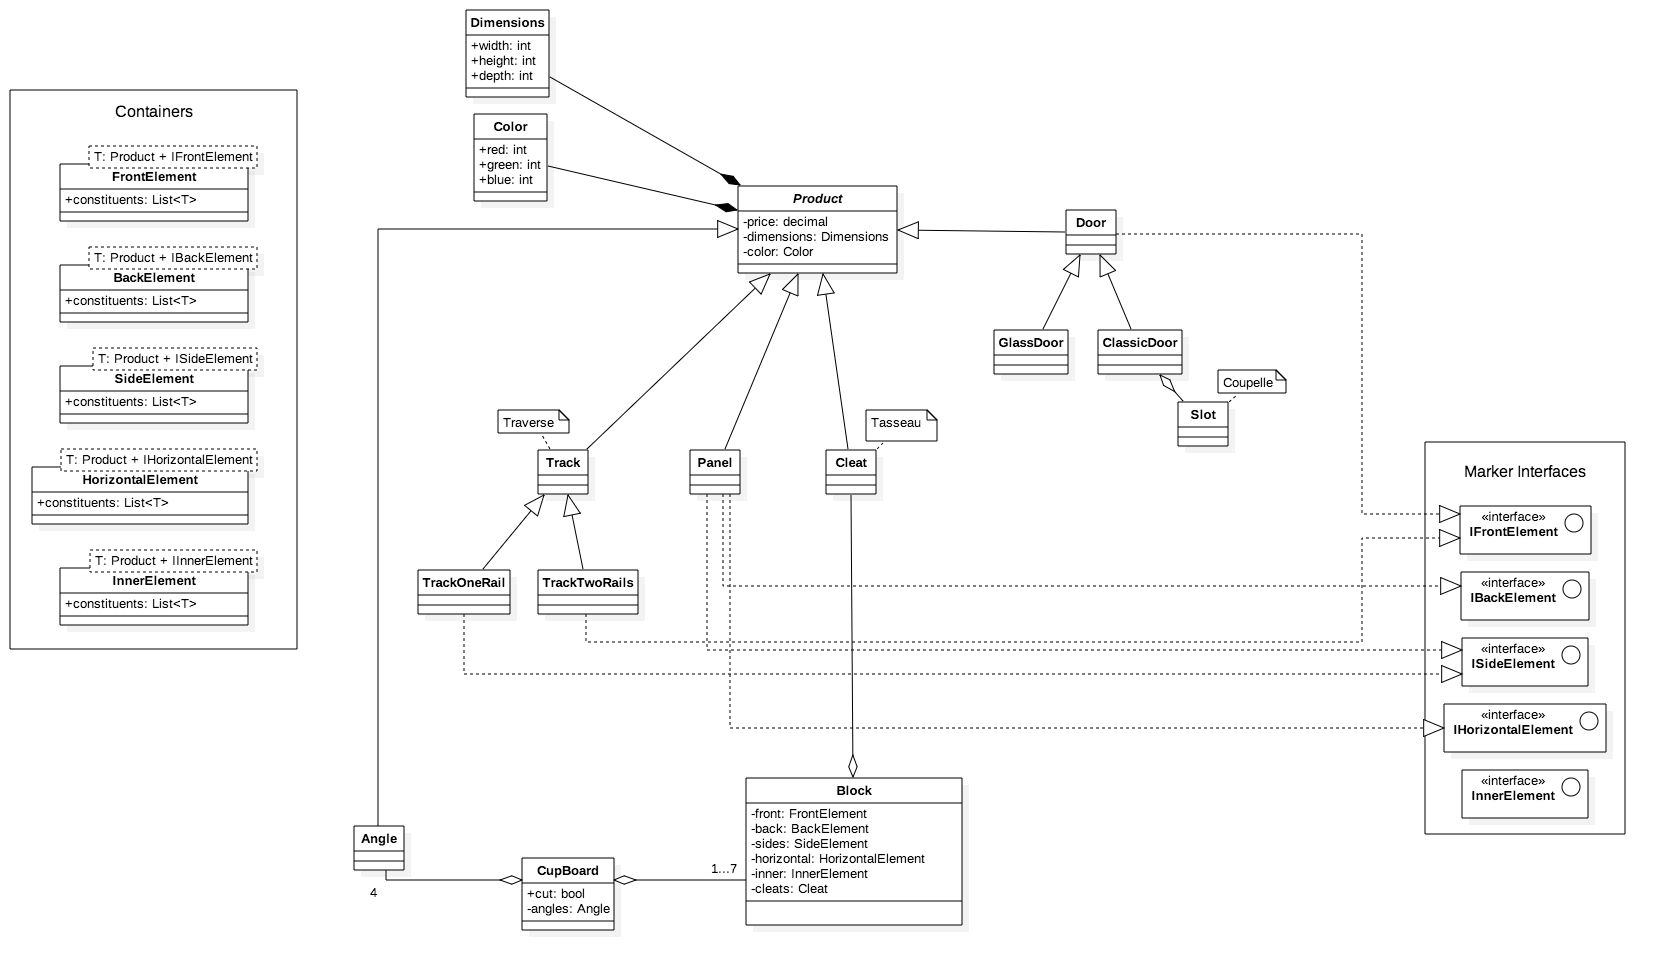 Dimensions
+width: int
+height: int
+depth: int
Color
+red: int
+green: int
+blue: int
Containers
T: Product + IFrontElement
FrontElement
+constituents: List<T>
T: Product + IBackElement
BackElement
+constituents: List<T>
T: Product + ISideElement
SideElement
+constituents: List<T>
T: Product + IHorizontalElement
HorizontalElement
+constituents: List<T>
T: Product + IInnerElement
InnerElement
+constituents: List<T>
Product
-price: decimal
-dimensions: Dimensions
-color: Color
Door
GlassDoor
ClassicDoor
Coupelle
Slot
Traverse
Track
Panel
Tasseau
Cleat
TrackOneRail
TrackTwoRails
Marker Interfaces
«interface»
IFrontElement
«interface»
IBackElement
«interface»
ISideElement
«interface»
IHorizontalElement
«interface»
InnerElement
Block
-front: FrontElement
-back: BackElement
-sides: SideElement
-horizontal: HorizontalElement
-inner: InnerElement
-cleats: Cleat
Angle
4
CupBoard
+cut: bool
-angles: Angle
1...7